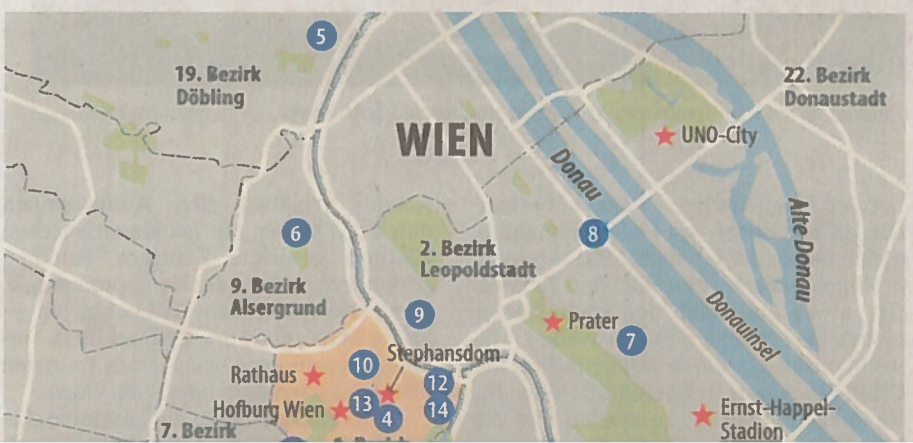 5
19. Bezirk
Döbling
WIEN
22. Bezirk
Donaustadt
UNO-City
Donau
6
8
Alte Donau
2. Bezirk
Leopoldstadt
9. Bezirk
Alsergrund
9
Prater
7
Donauinsel
10
Stephansdom
Rathaus
12
Hofburg Wien
13
4
14
Ernst-Happel-
Stadion
7. Bezirk